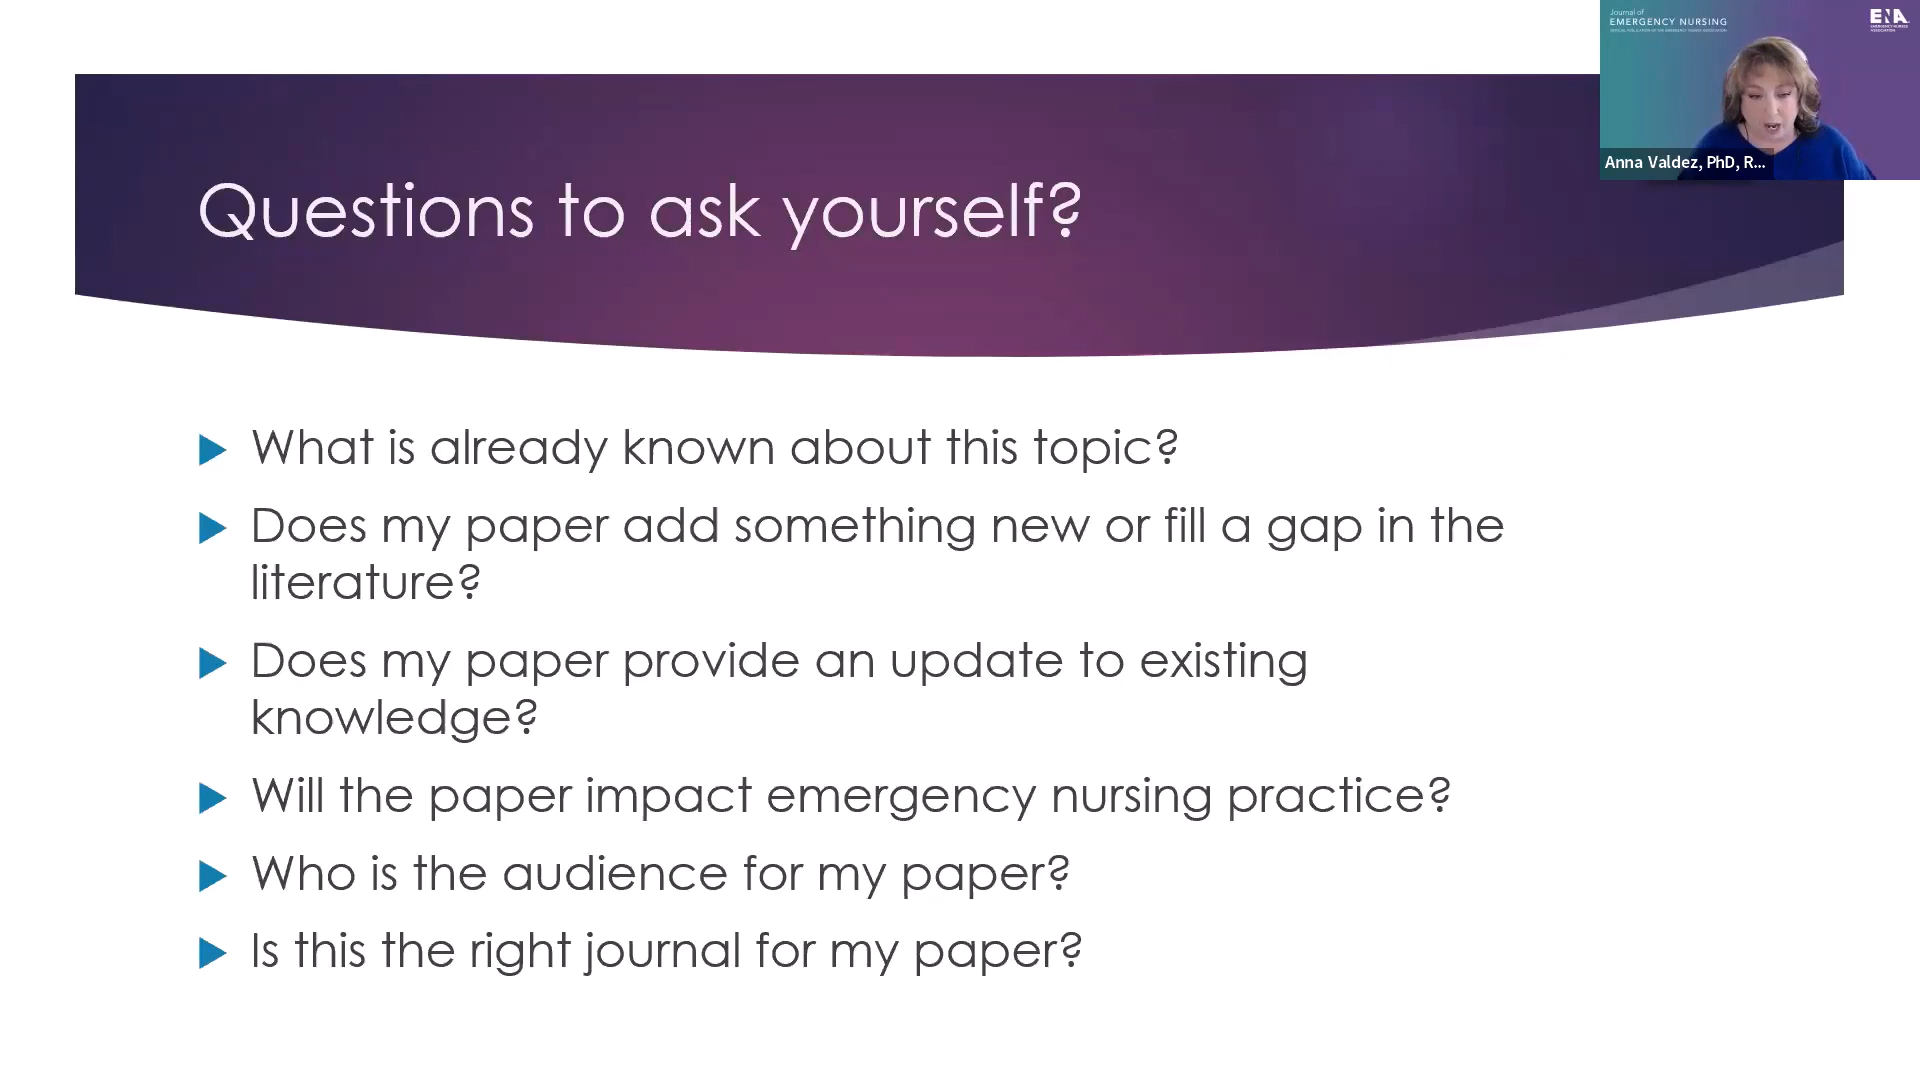 Journal of
EMERGENCY NURSING
ENA
Anna Valdez, PhD, R...
Questions to ask yourself?
What is already known about this topic?
Does my paper add something new or fill a gap in the
literature?
Does my paper provide an update to existing
knowledge?
Will the paper impact emergency nursing practice?
Who is the audience for my paper?
Is this the right journal for my paper?